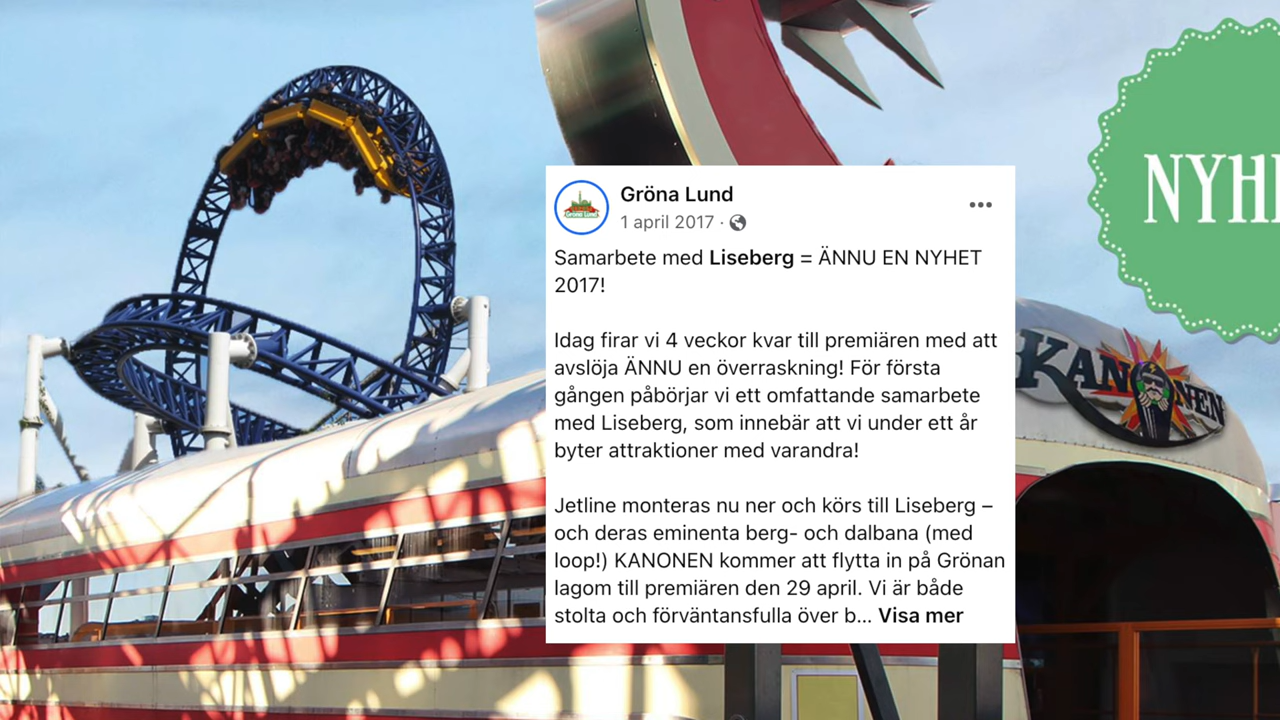 NYH
Gröna Lund
1 april 2017 ·
Samarbete med Liseberg = ÄNNU EN NYHET
2017!
Idag firar vi 4 veckor kvar till premiären med att
avslöja ÄNNU en överraskning! För första
gången påbörjar vi ett omfattande samarbete
med Liseberg, som innebär att vi under ett år
byter attraktioner med varandra!
Jetline monteras nu ner och körs till Liseberg –
och deras eminenta berg- och dalbana (med
loop!) KANONEN kommer att flytta in på Grönan
lagom till premiären den 29 april. Vi är både
stolta och förväntansfulla över b... Visa mer
KANONEN